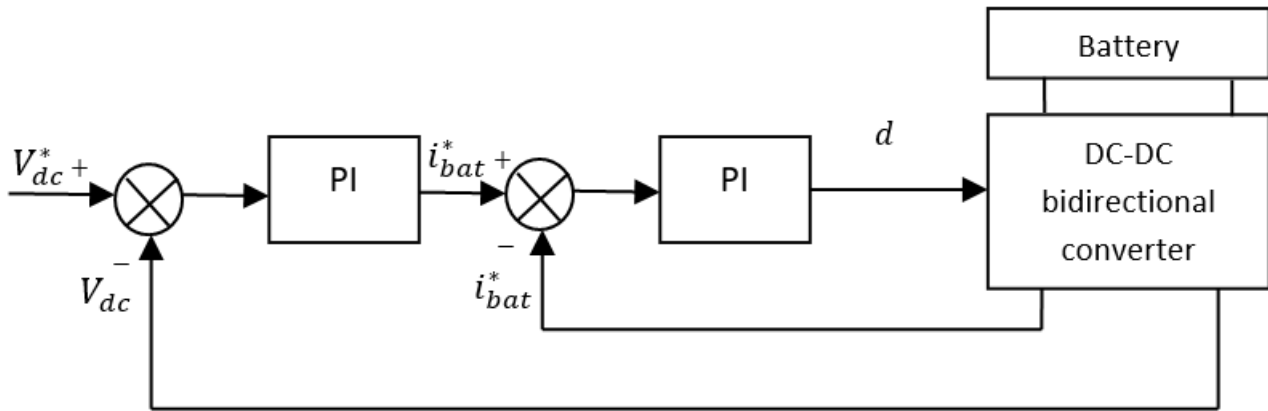 Battery
V*dc +
PI
i*bat +
PI
d
DC-DC
bidirectional
converter
−
Vdc
−
i*bat